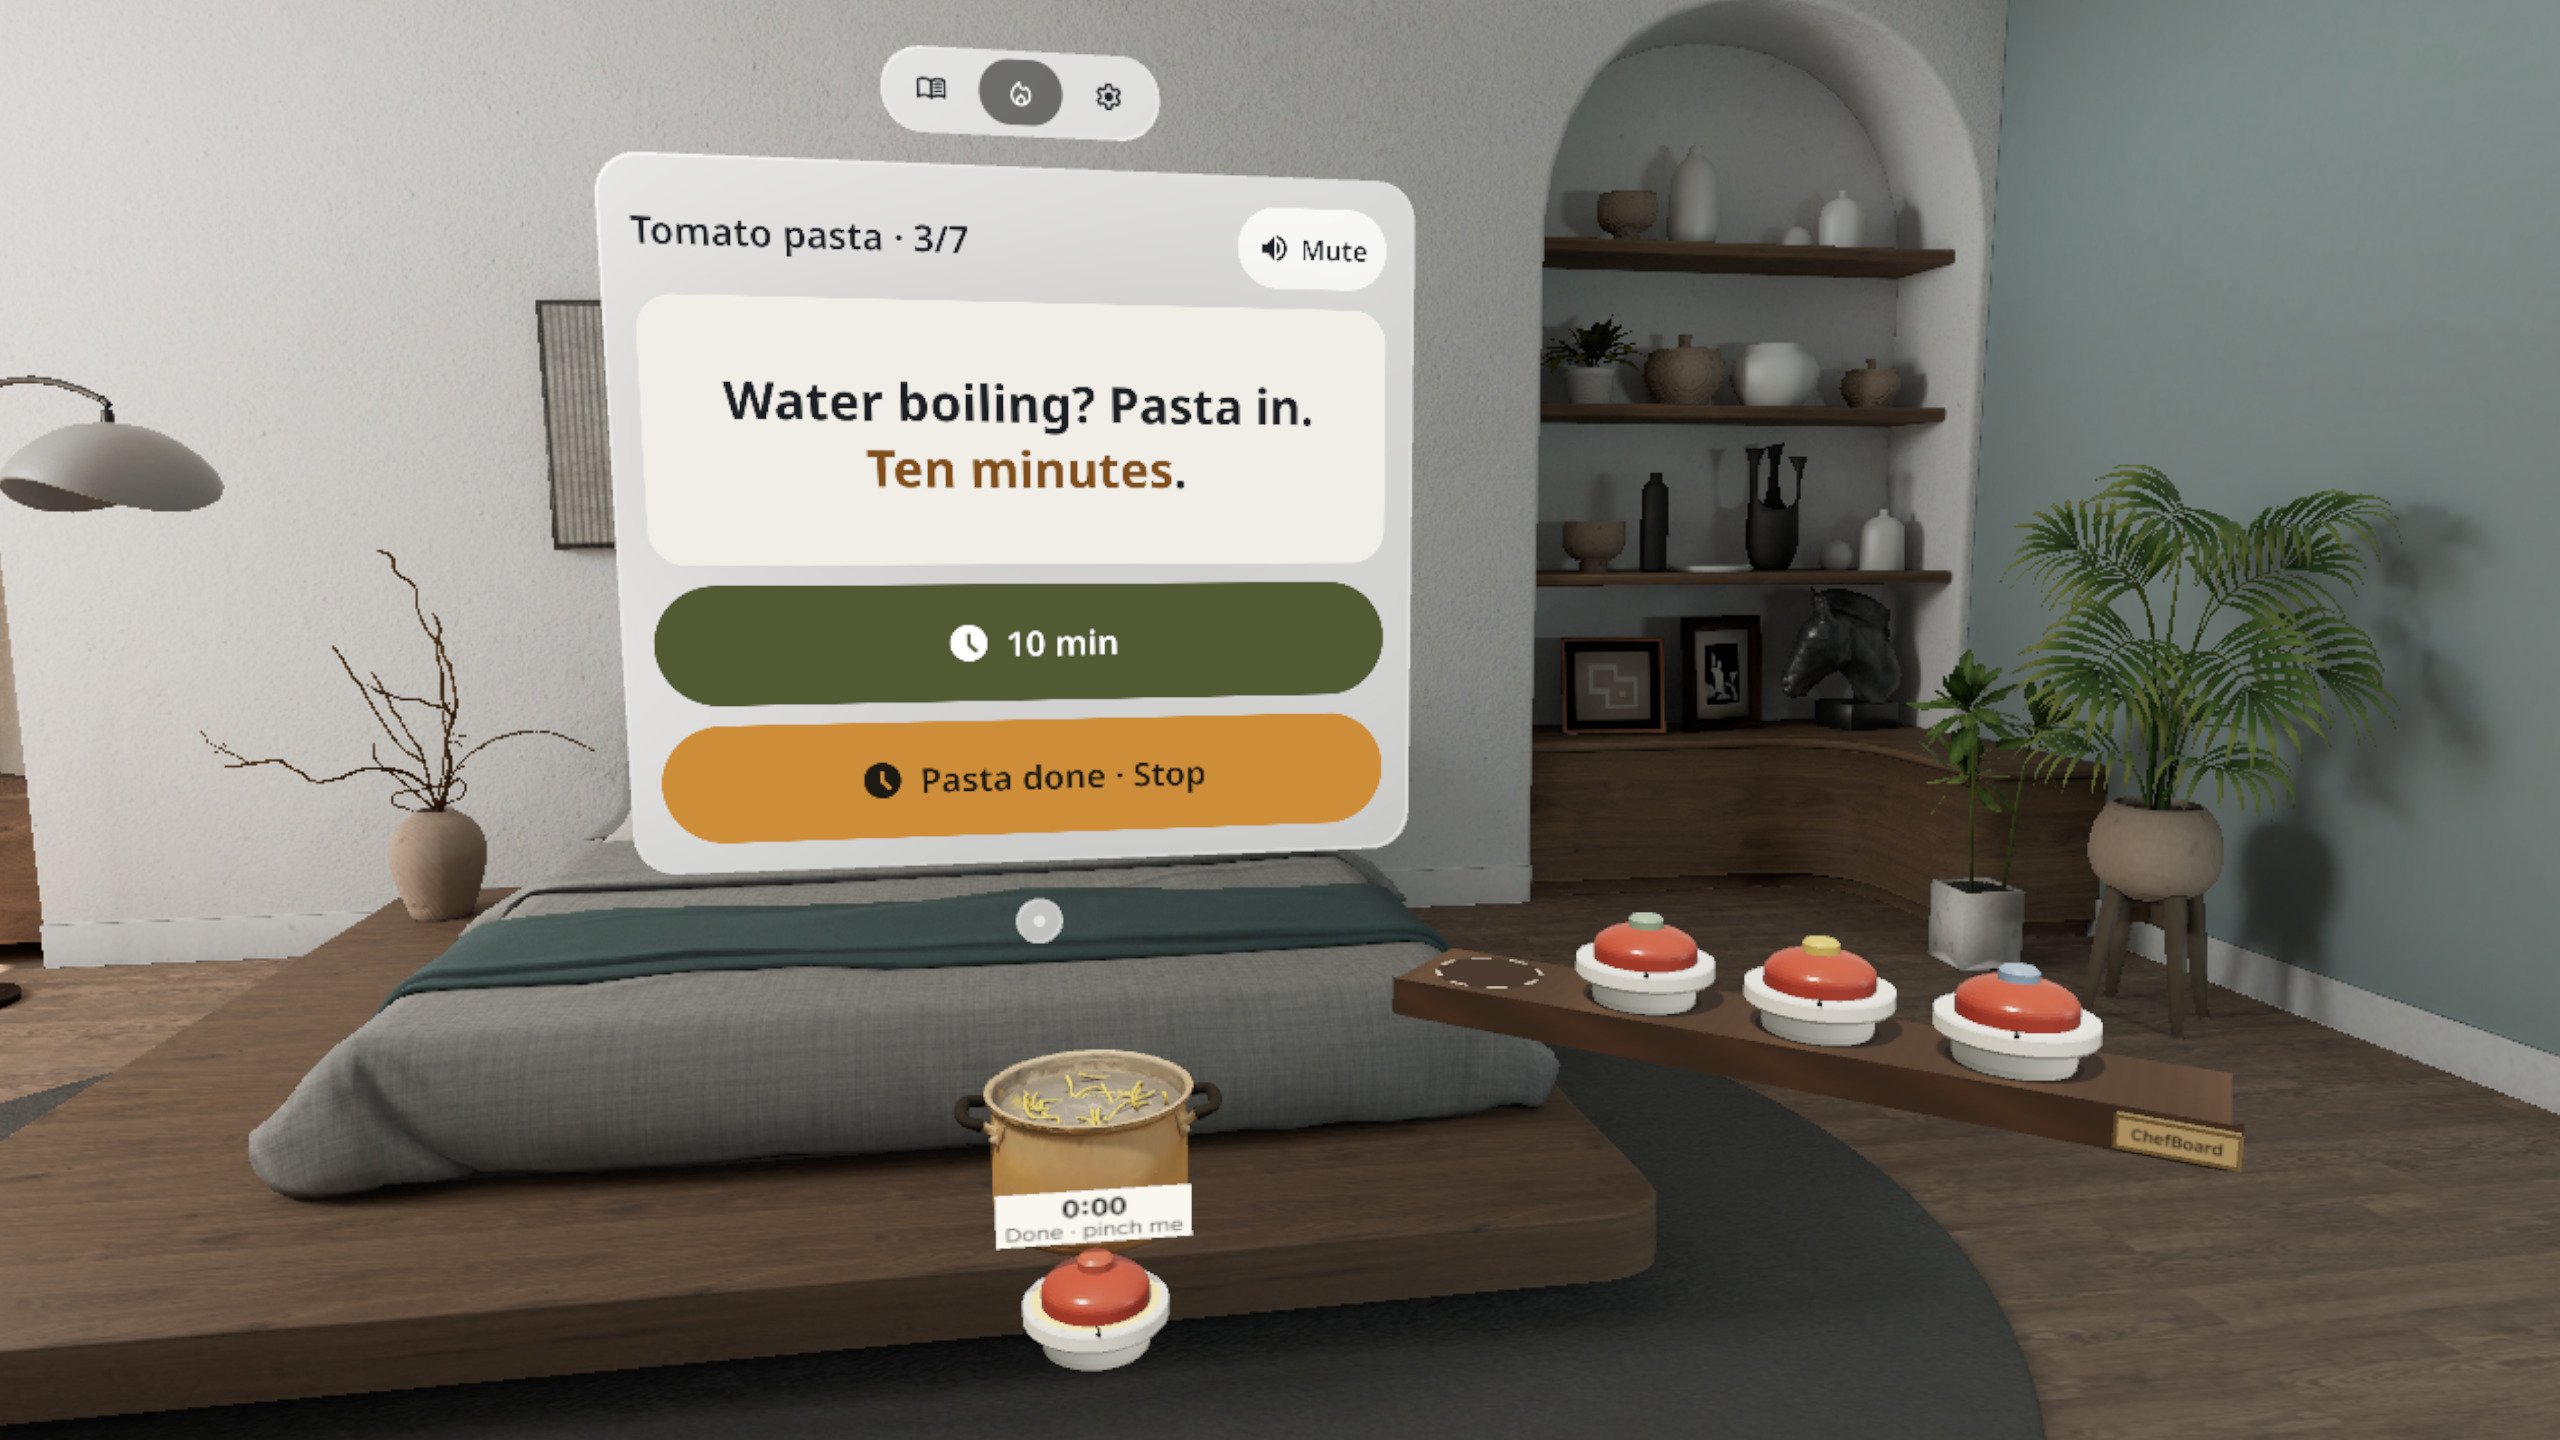 Tomato pasta · 3/7
Mute
Water boiling? Pasta in.
Ten minutes.
10 min
Pasta done · Stop
ChefBoard
0:00
Done · pinch me